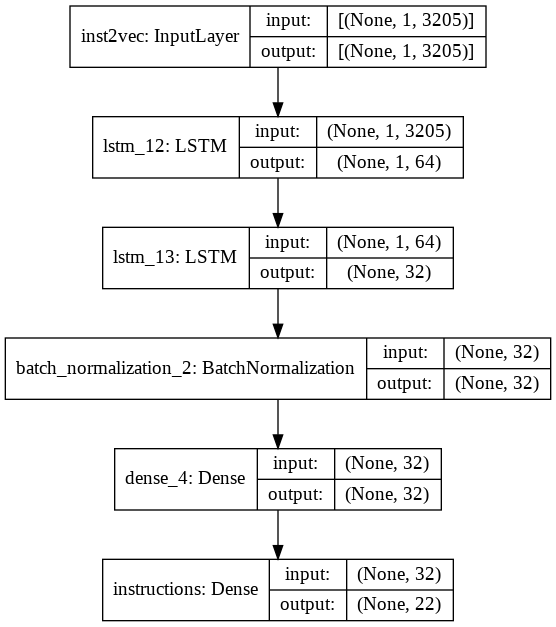 inst2vec: InputLayer input: [(None, 1, 3205)]
output: [(None, 1, 3205)]
lstm_12: LSTM input: (None, 1, 3205)
output: (None, 1, 64)
lstm_13: LSTM input: (None, 1, 64)
output: (None, 32)
batch_normalization_2: BatchNormalization input: (None, 32)
output: (None, 32)
dense_4: Dense input: (None, 32)
output: (None, 32)
instructions: Dense input: (None, 32)
output: (None, 22)